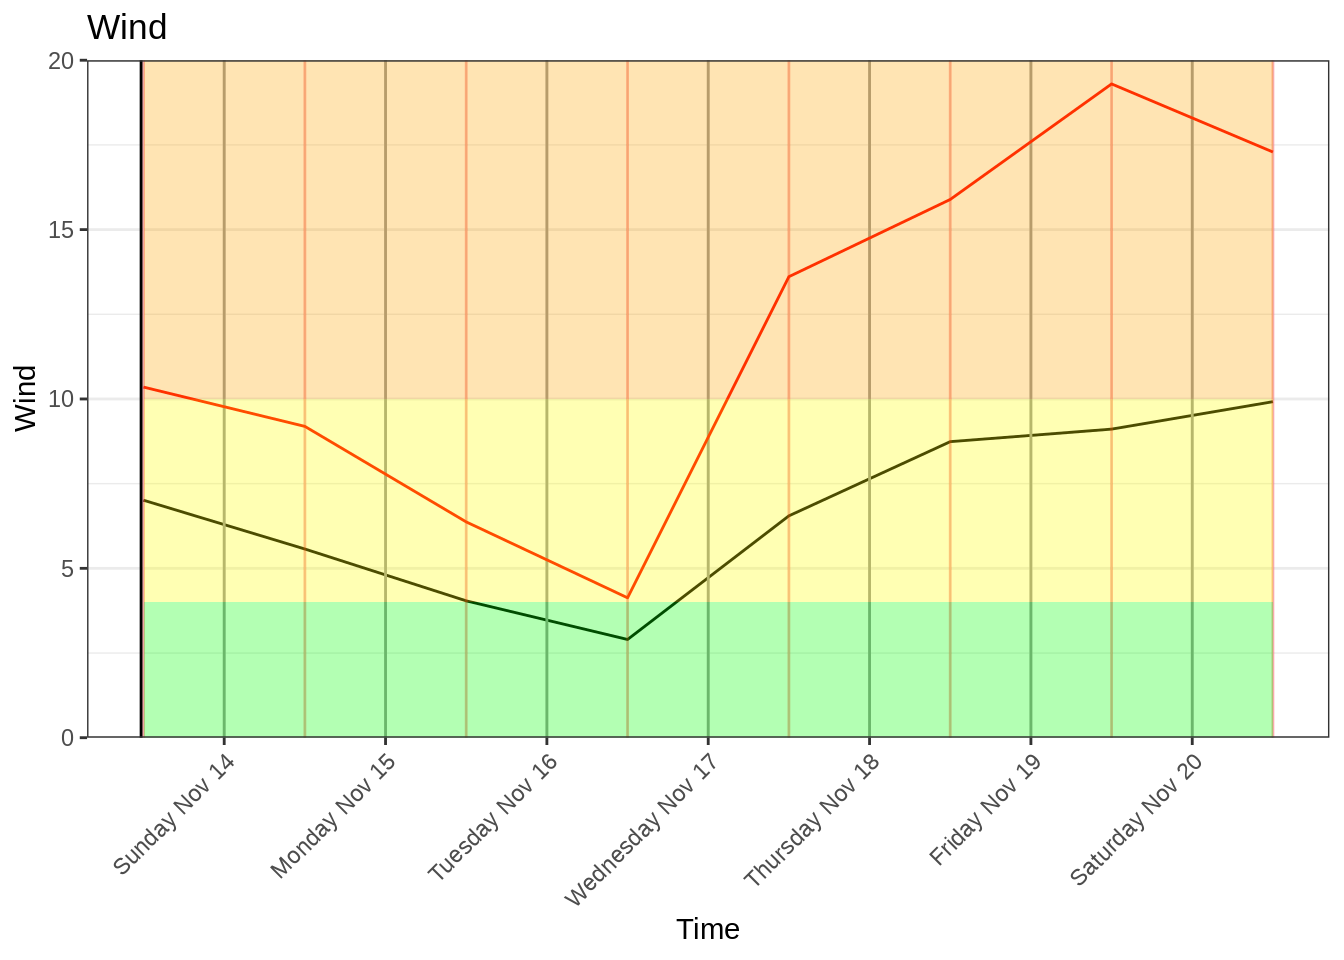 Wind
20
15
10
5
0
Wind
Sunday Nov 14
Monday Nov 15
Tuesday Nov 16
Wednesday Nov 17
Thursday Nov 18
Friday Nov 19
Saturday Nov 20
Time